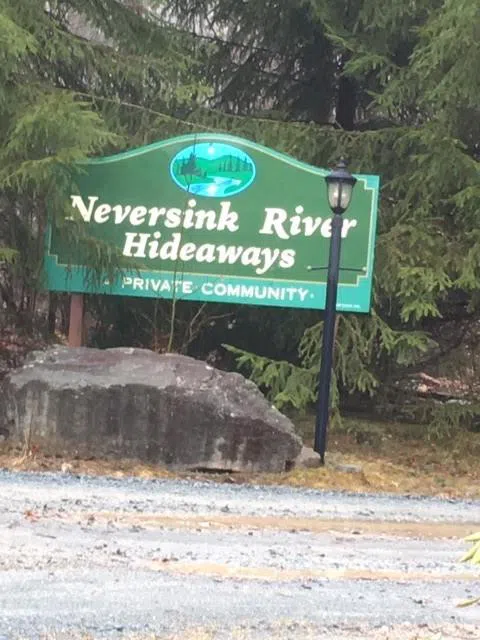 Neversink River
Hideaways
A PRIVATE COMMUNITY